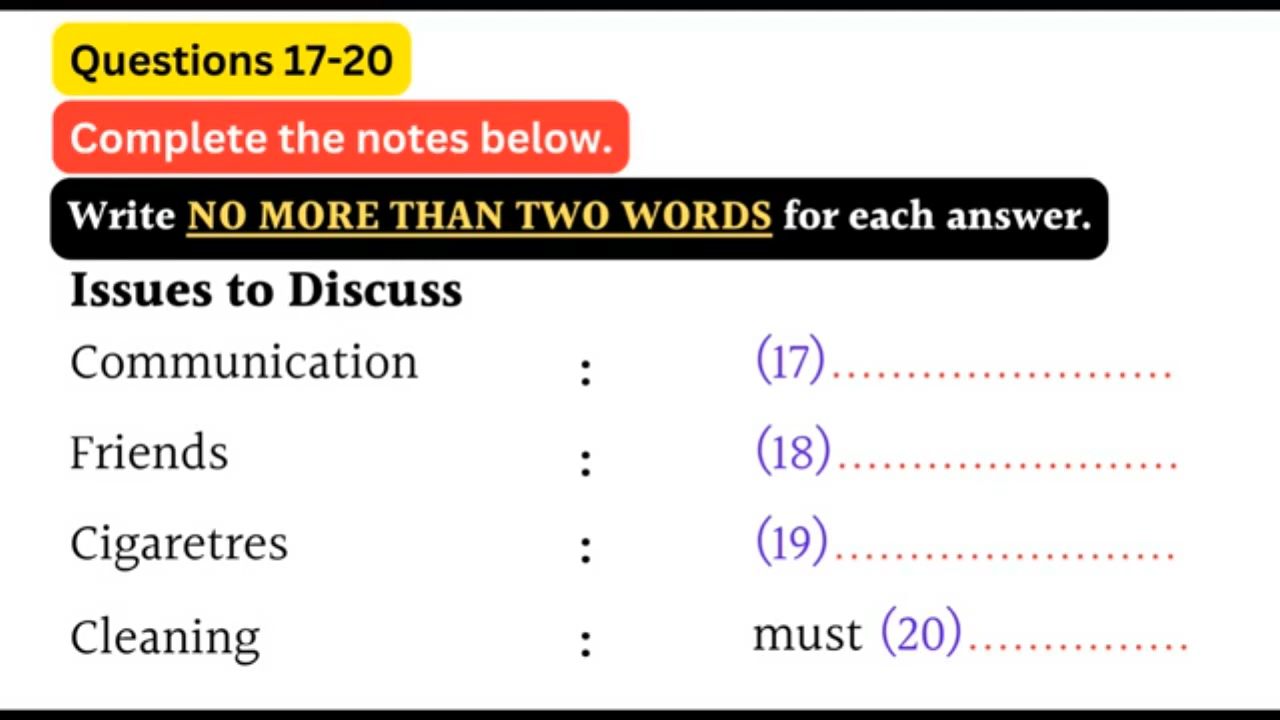 Questions 17-20
Complete the notes below.
Write NO MORE THAN TWO WORDS for each answer.
Issues to Discuss
Communication : (17).......................
Friends : (18).......................
Cigaretres : (19).......................
Cleaning : must (20)...............